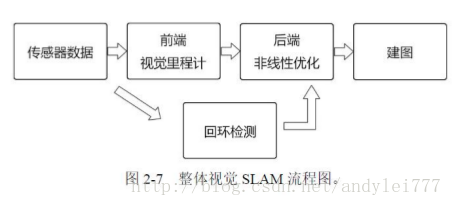 传感器数据
前端
视觉里程计
后端
非线性优化
建图
回环检测
图 2-7 整体视觉 SLAM 流程图。
http://blog.csdn.net/andylei777